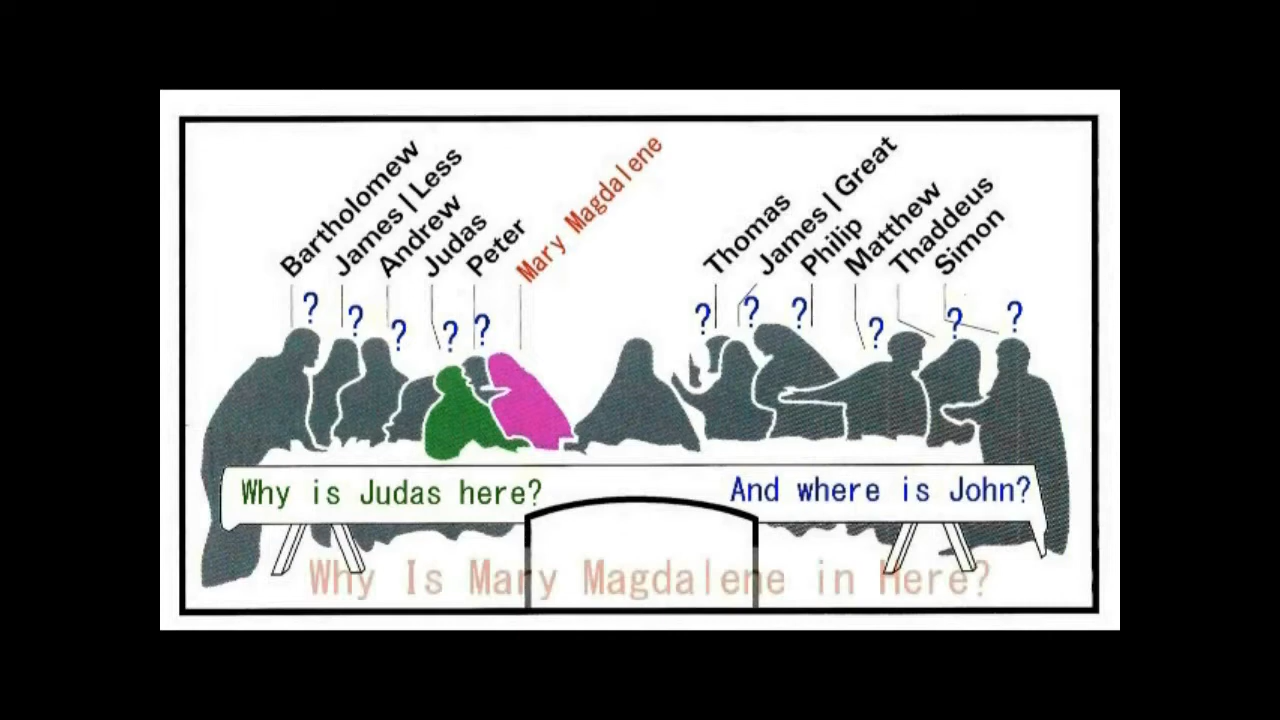 Bartholomew
James | Less
Andrew
Judas
Peter
Mary Magdalene
Thomas
James | Great
Philip
Matthew
Thaddeus
Simon
? ? ? ? ? ? ? ? ? ? ?
Why is Judas here?
And where is John?
Why Is Mary Magdalene in Here?